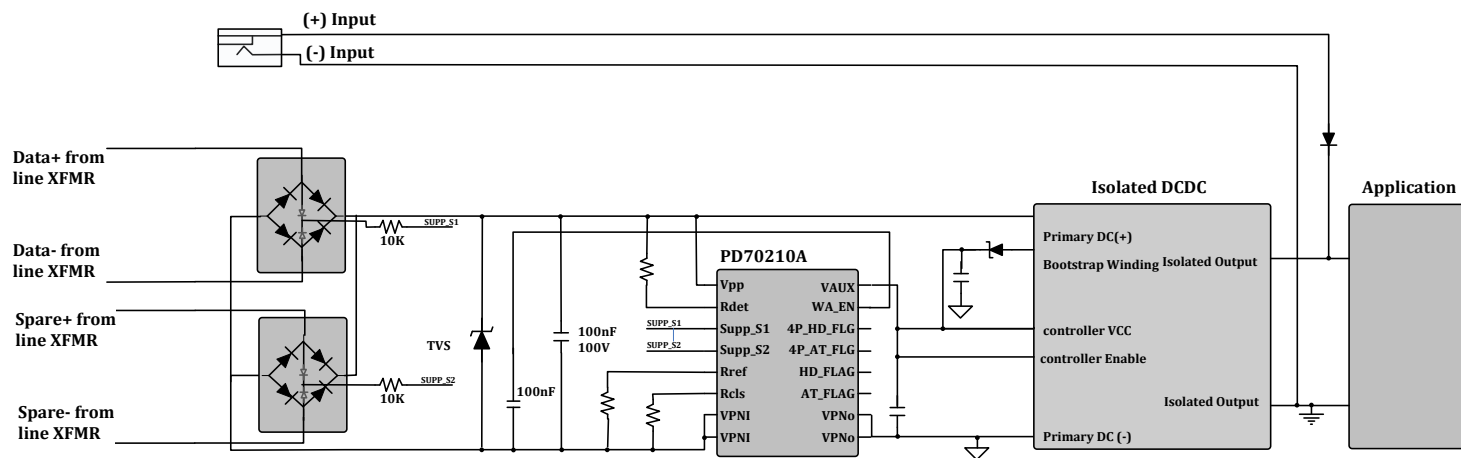 (+) Input
(-) Input
Data+ from
line XFMR
Data- from
line XFMR
Spare+ from
line XFMR
Spare- from
line XFMR
10K
SUPP_S1
10K
SUPP_S2
TVS
100nF
100V
100nF
SUPP_S1
SUPP_S2
PD70210A
Vpp
Rdet
Supp_S1
Supp_S2
Rref
Rcls
VPNI
VPNI
VAUX
WA_EN
4P_HD_FLG
4P_AT_FLG
HD_FLAG
AT_FLAG
VPNo
VPNo
Isolated DCDC
Primary DC(+)
Bootstrap Winding
Isolated Output
controller VCC
controller Enable
Isolated Output
Primary DC (-)
Application